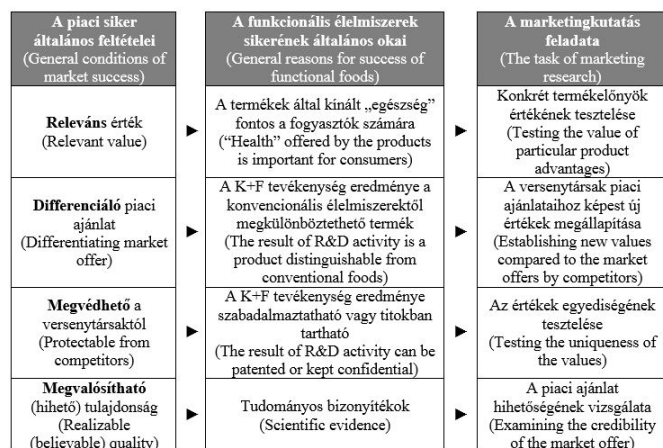 A piaci siker
általános feltételei
(General conditions of
market success)
A funkcionális élelmiszerek
sikerének általános okai
(General reasons for success of
functional foods)
A marketingkutatás
feladata
(The task of marketing
research)
Releváns érték
(Relevant value)
A termékek által kínált „egészség”
fontos a fogyasztók számára
(“Health” offered by the products
is important for consumers)
Konkrét termékelőnyök
értékének tesztelése
(Testing the value of
particular product
advantages)
Differenciáló piaci
ajánlat
(Differentiating market
offer)
A K+F tevékenység eredménye a
konvencionális élelmiszerektől
megkülönböztethető termék
(The result of R&D activity is a
product distinguishable from
conventional foods)
A versenytársak piaci
ajánlataihoz képest új
értékek megállapítása
(Establishing new values
compared to the market
offers by competitors)
Megvédhető a
versenytársaktól
(Protectable from
competitors)
A K+F tevékenység eredménye
szabadalmaztatható vagy titokban
tartható
(The result of R&D activity can be
patented or kept confidential)
Az értékek egyediségének
tesztelése
(Testing the uniqueness of
the values)
Megvalósítható
(hihető) tulajdonság
(Realizable
(believable) quality)
Tudományos bizonyítékok
(Scientific evidence)
A piaci ajánlat
hihetőségének vizsgálata
(Examining the credibility
of the market offer)